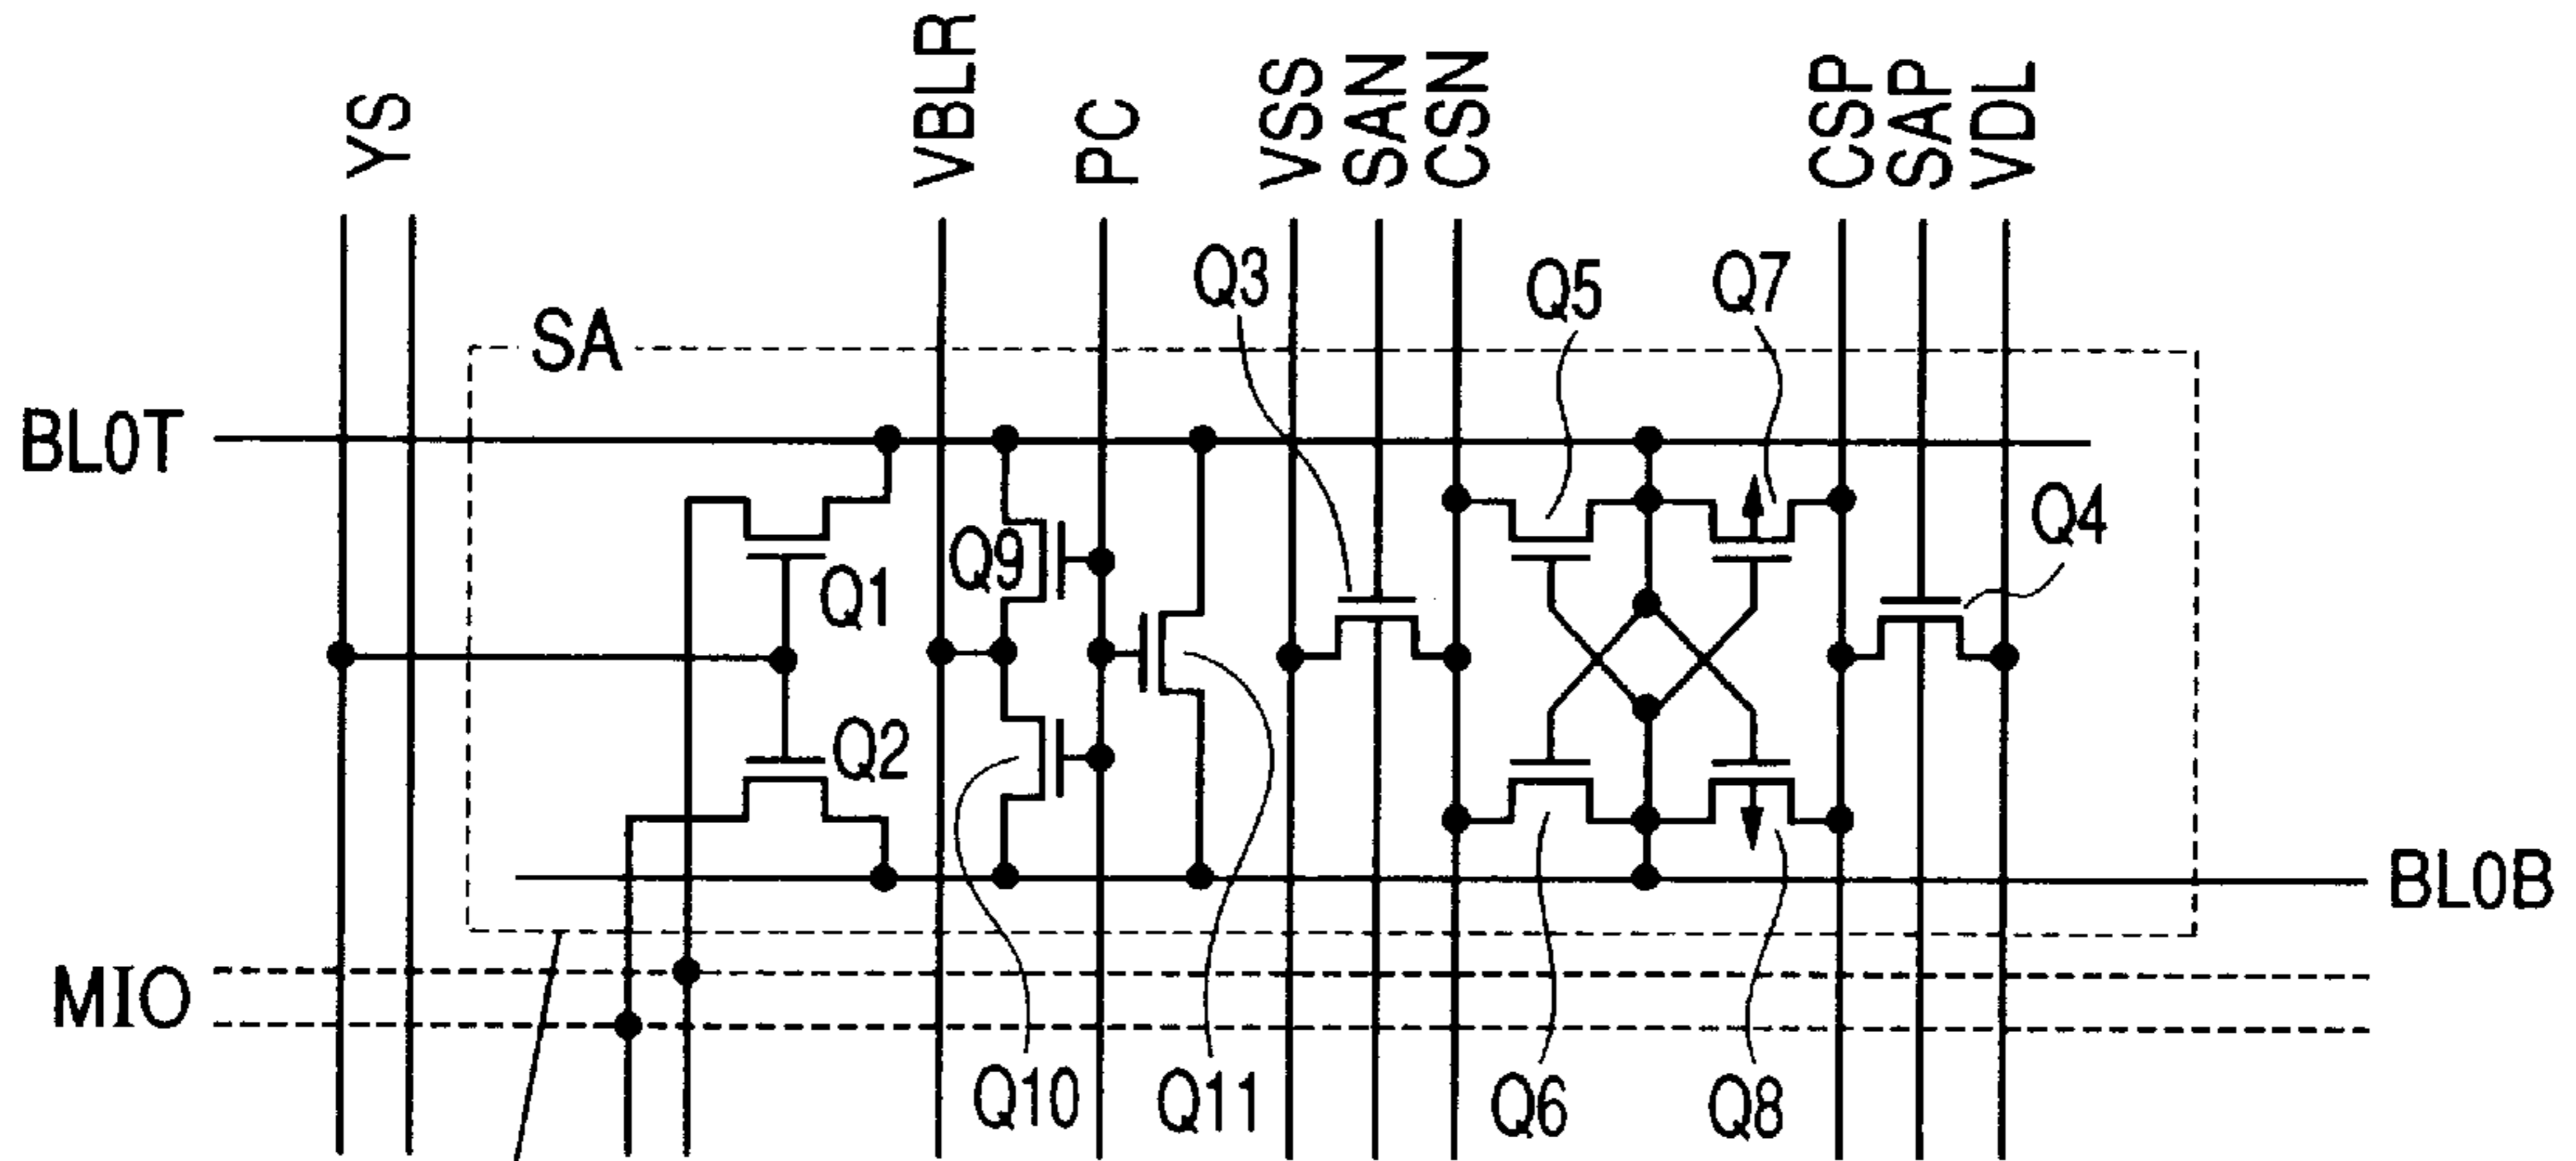 YS
VBLR
PC
VSS
SAN
CSN
CSP
SAP
VDL
Q3
Q5
Q7
SA
BL0T
Q4
Q9
Q1
Q2
BL0B
MIO
Q10
Q11
Q6
Q8